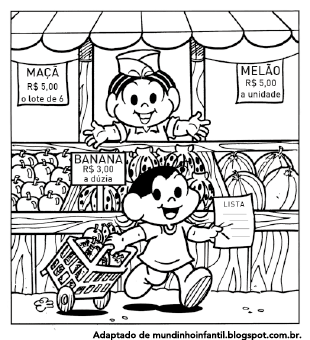 MAÇÃ
R$ 5,00
o lote de 6
MELÃO
R$ 5,00
a unidade
BANANA
R$ 3,00
a dúzia
LISTA
Adaptado de mundinhoinfantil.blogspot.com.br.